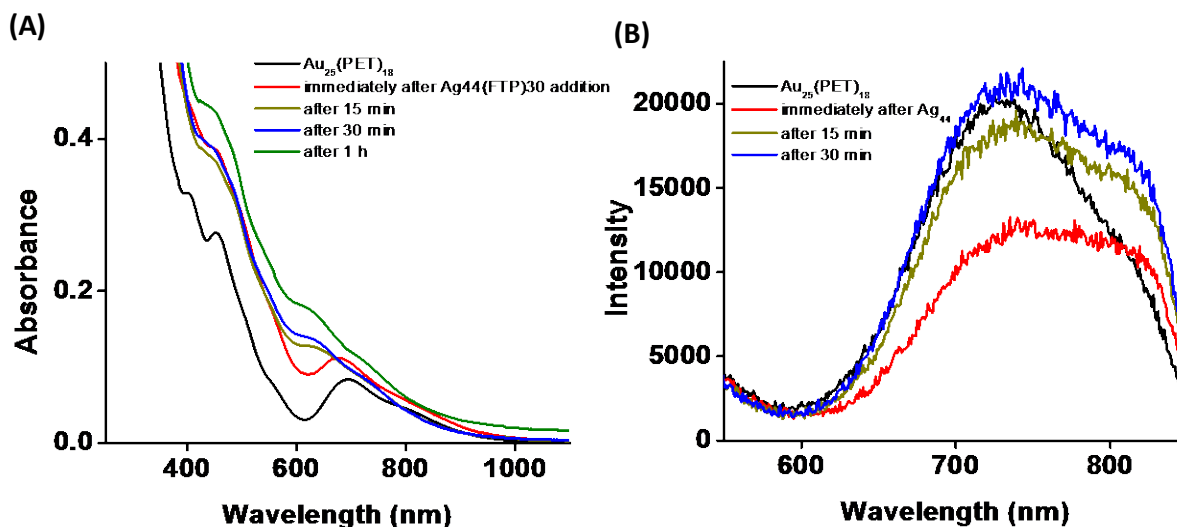 (A)
Au25(PET)18
immediately after Ag44(FTP)30 addition
after 15 min
after 30 min
after 1 h
0.4
0.2
0.0
Absorbance
400 600 800 1000
Wavelength (nm)
(B)
Au25(PET)18
immediately after Ag44
after 15 min
after 30 min
20000
15000
10000
5000
0
Intensity
600 700 800
Wavelength (nm)